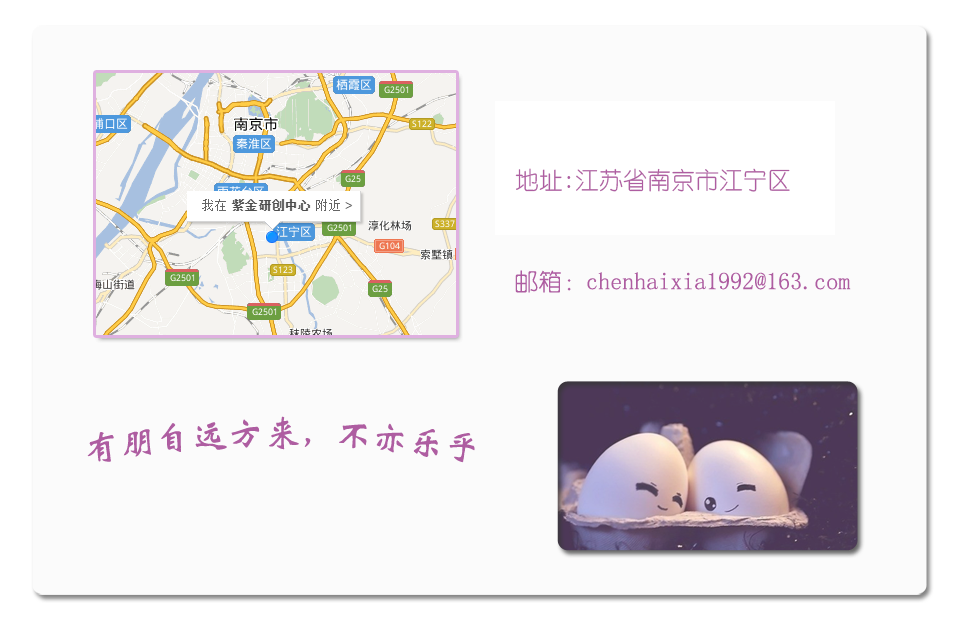 栖霞区
G2501
南京市
浦口区
S122
秦淮区
G25
雨花台区
我在 紫金研创中心 附近 >
淳化林场
S337
江宁区
G2501
G104
索墅镇
S123
G2501
海山街道
G25
G2501
秣陵农场
地址:江苏省南京市江宁区
邮箱: chenhaixia1992@163.com
有朋自远方来,不亦乐乎